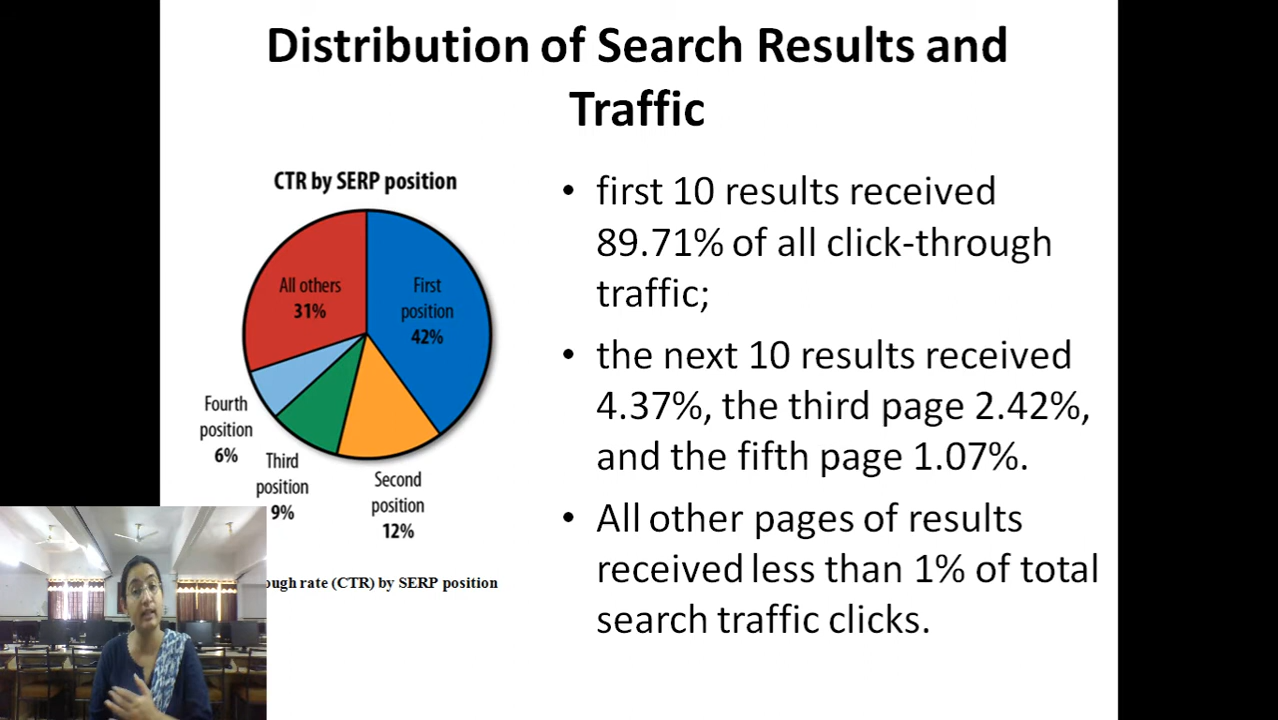 Distribution of Search Results and
Traffic
CTR by SERP position
All others
31%
First
position
42%
Fourth
position
6%
Third
position
9%
Second
position
12%
rate (CTR) by SERP position
• first 10 results received
89.71% of all click-through
traffic;
• the next 10 results received
4.37%, the third page 2.42%,
and the fifth page 1.07%.
• All other pages of results
received less than 1% of total
search traffic clicks.